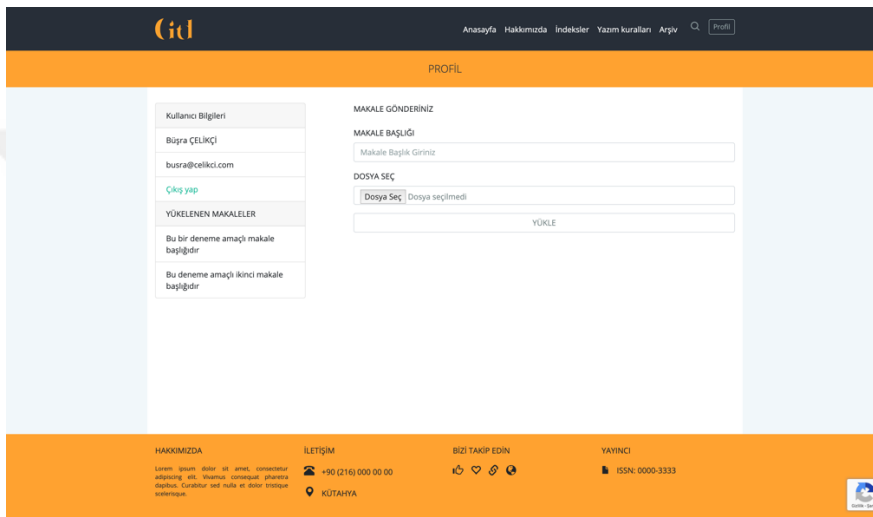 Gtd
Anasayfa Hakkımızda İndeksler Yazım kuralları Arşiv Profil
PROFİL
Kullanıcı Bilgileri
Büşra ÇELİKÇİ
busra@celikci.com
Çıkış yap
YÜKELENEN MAKALELER
Bu bir deneme amaçlı makale
başlığıdır
Bu deneme amaçlı ikinci makale
başlığıdır
MAKALE GÖNDERİNİZ
MAKALE BAŞLIĞI
Makale Başlık Giriniz
DOSYA SEÇ
Dosya Seç Dosya seçilmedi
YÜKLE
HAKKIMIZDA
Lorem ipsum dolor sit amet, consectetur
adipiscing elit. Vivamus consequat pharetra
dapibus. Curabitur sed nulla et dolor tristique
scelerisque.
İLETİŞİM
+90 (216) 000 00 00
KÜTAHYA
BİZİ TAKİP EDİN
YAYINCI
ISSN: 0000-3333